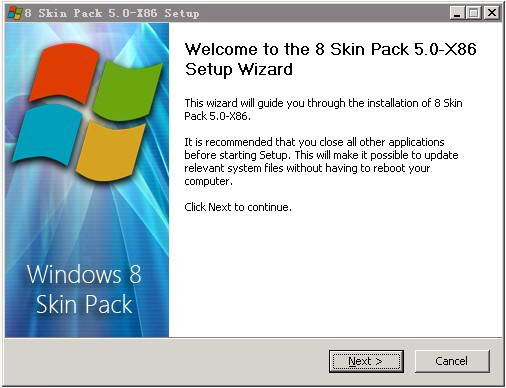 8 Skin Pack 5.0-X86 Setup
Welcome to the 8 Skin Pack 5.0-X86
Setup Wizard
This wizard will guide you through the installation of 8 Skin
Pack 5.0-X86.
It is recommended that you close all other applications
before starting Setup. This will make it possible to update
relevant system files without having to reboot your
computer.
Click Next to continue.
Windows 8
Skin Pack
Next >
Cancel